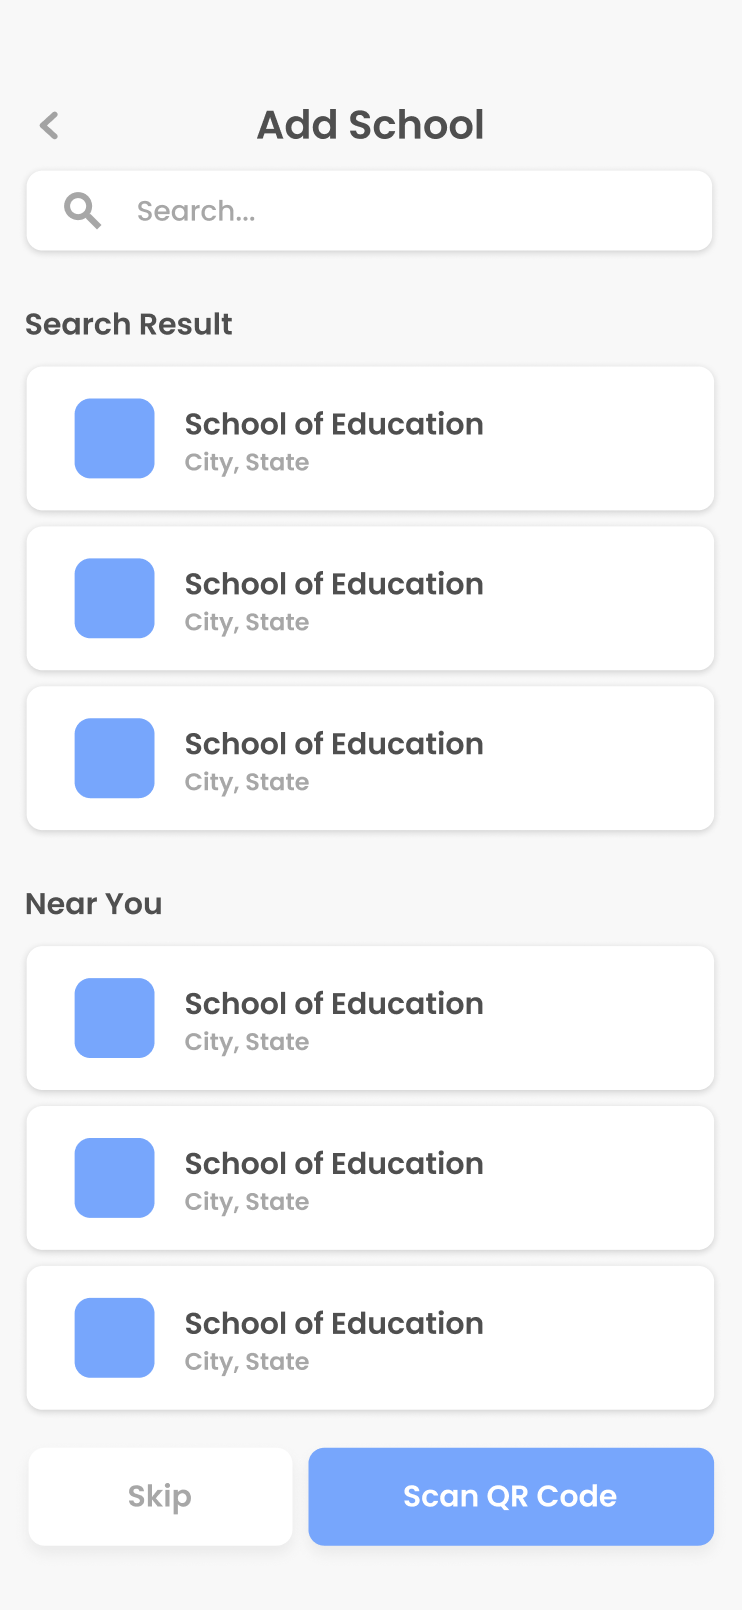 Add School
Search...
Search Result
School of Education
City, State
School of Education
City, State
School of Education
City, State
Near You
School of Education
City, State
School of Education
City, State
School of Education
City, State
Skip
Scan QR Code